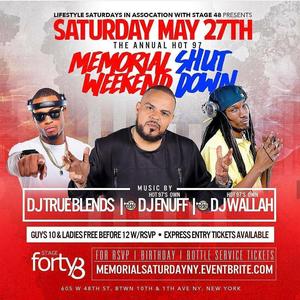 LIFESTYLE SATURDAYS IN ASSOCATION WITH STAGE 48 PRESENTS
SATURDAY MAY 27TH
THE ANNUAL HOT 97
MEMORIAL WEEKEND SHUT DOWN
MUSIC BY
HOT 97'S OWN HOT 97'S OWN
DJ TRUE BLENDS | DJ ENUFF | DJ WALLAH
GUYS 10 & LADIES FREE BEFORE 12 W/RSVP • EXPRESS ENTRY TICKETS AVAILABLE
STAGE
forty8
FOR RSVP | BIRTHDAY | BOTTLE SERVICE TICKETS
MEMORIALSATURDAYNY.EVENTBRITE.COM
605 W 48TH ST, BTWN 10TH & 11TH AVE NY, NEW YORK